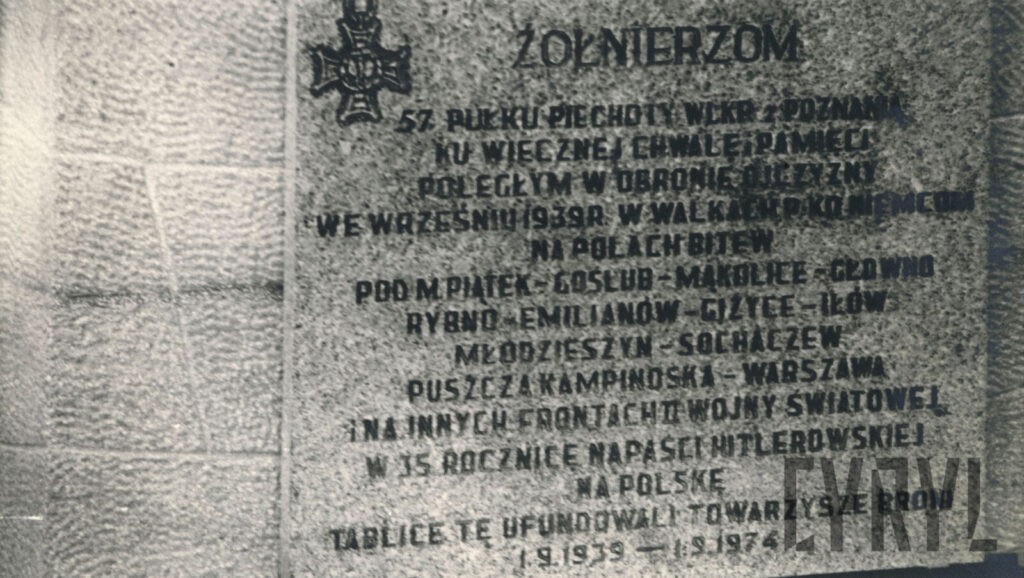 ŻOŁNIERZOM
57 PUŁKU PIECHOTY WLKP. z POZNANIA
KU WIECZNEJ CHWALE i PAMIĘCI
POLEGŁYM W OBRONIE OJCZYZNY
WE WRZEŚNIU 1939 R. W WALKACH P.KO NIEMCOM
NA POLACH BITEW
POD M. PIĄTEK - GOSLUB - MĄKOLICE - GŁOWNO
RYBNO - EMILIANÓW - GIŻYCE - IŁÓW
MŁODZIESZYN - SOCHACZEW
PUSZCZA KAMPINOSKA - WARSZAWA
i NA INNYCH FRONTACH II WOJNY ŚWIATOWEJ
W 35 ROCZNICĘ NAPAŚCI HITLEROWSKIEJ
NA POLSKĘ
TABLICE TĘ UFUNDOWALI TOWARZYSZE BRONI
1.9.1939 — 1.9.1974
CYRYL